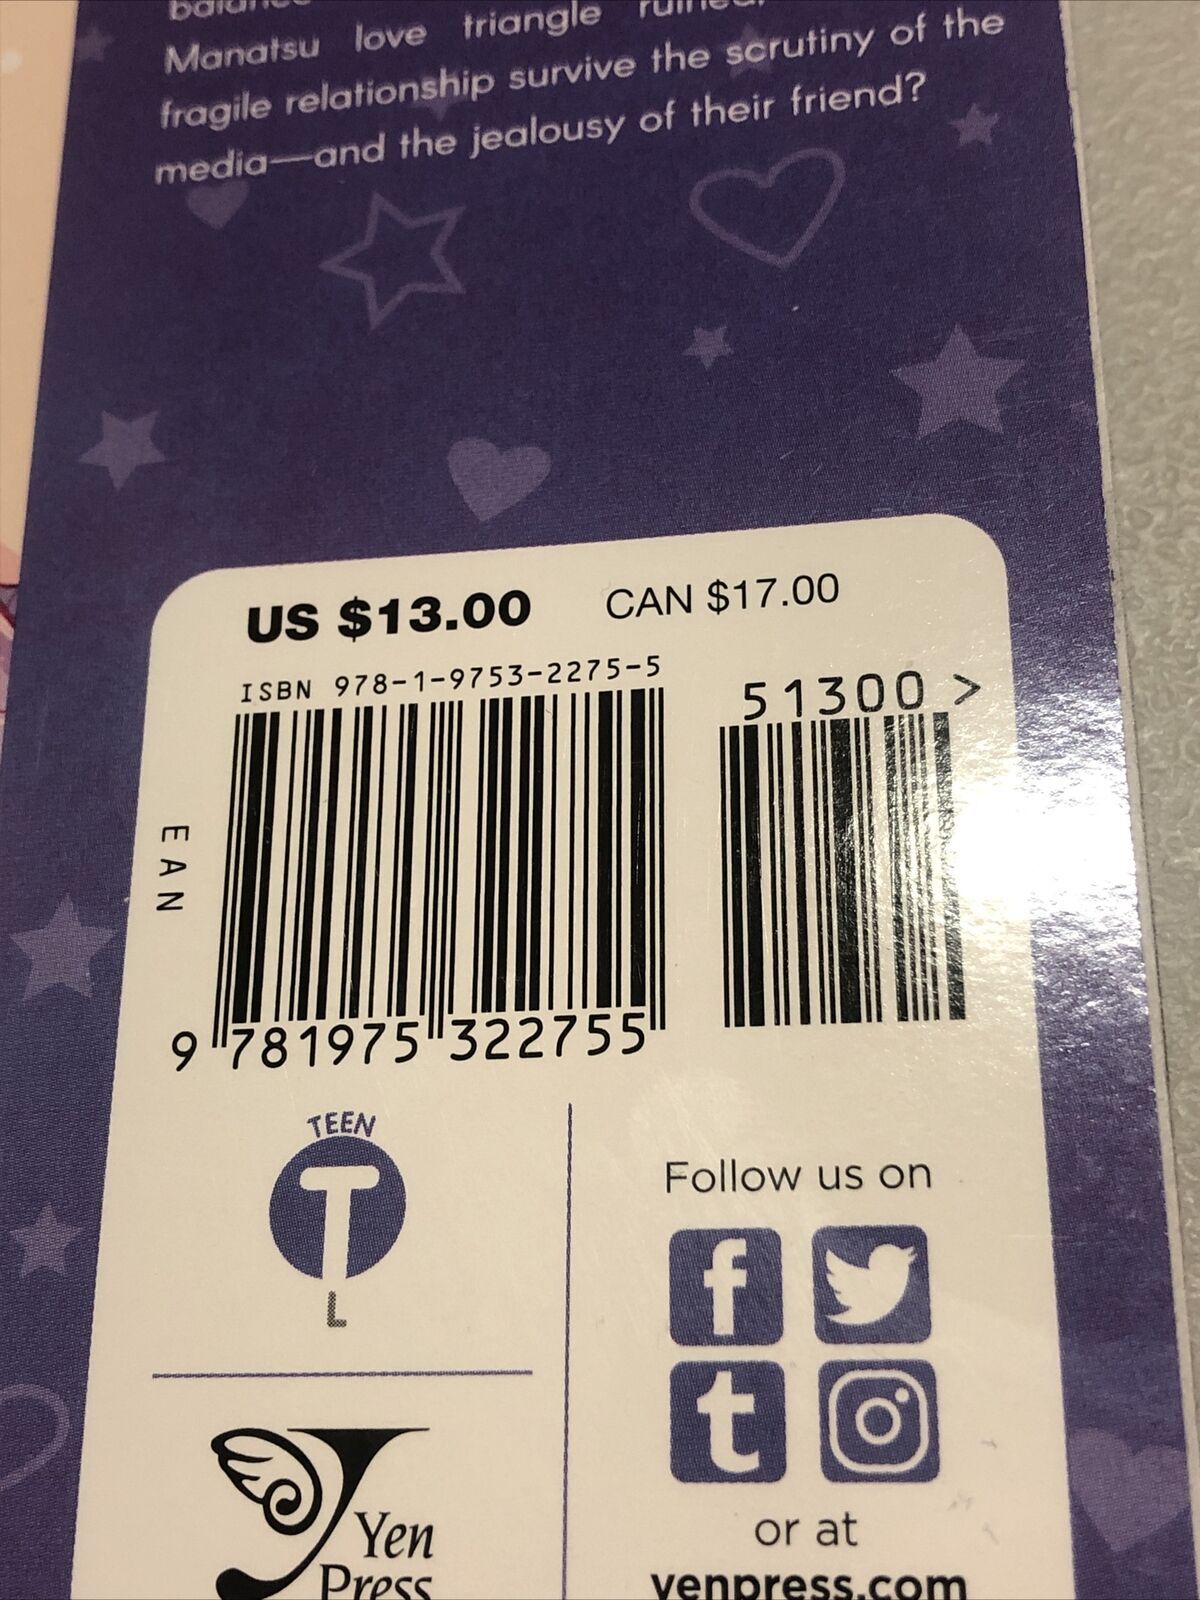 Manatsu love triangle
fragile relationship survive the scrutiny of the
media—and the jealousy of their friend?
US $13.00 CAN $17.00
ISBN 978-1-9753-2275-5
51300 >
EAN
9 781975 322755
TEEN
T
L
Follow us on
f
t
Yen
Press
or at
yenpress.com